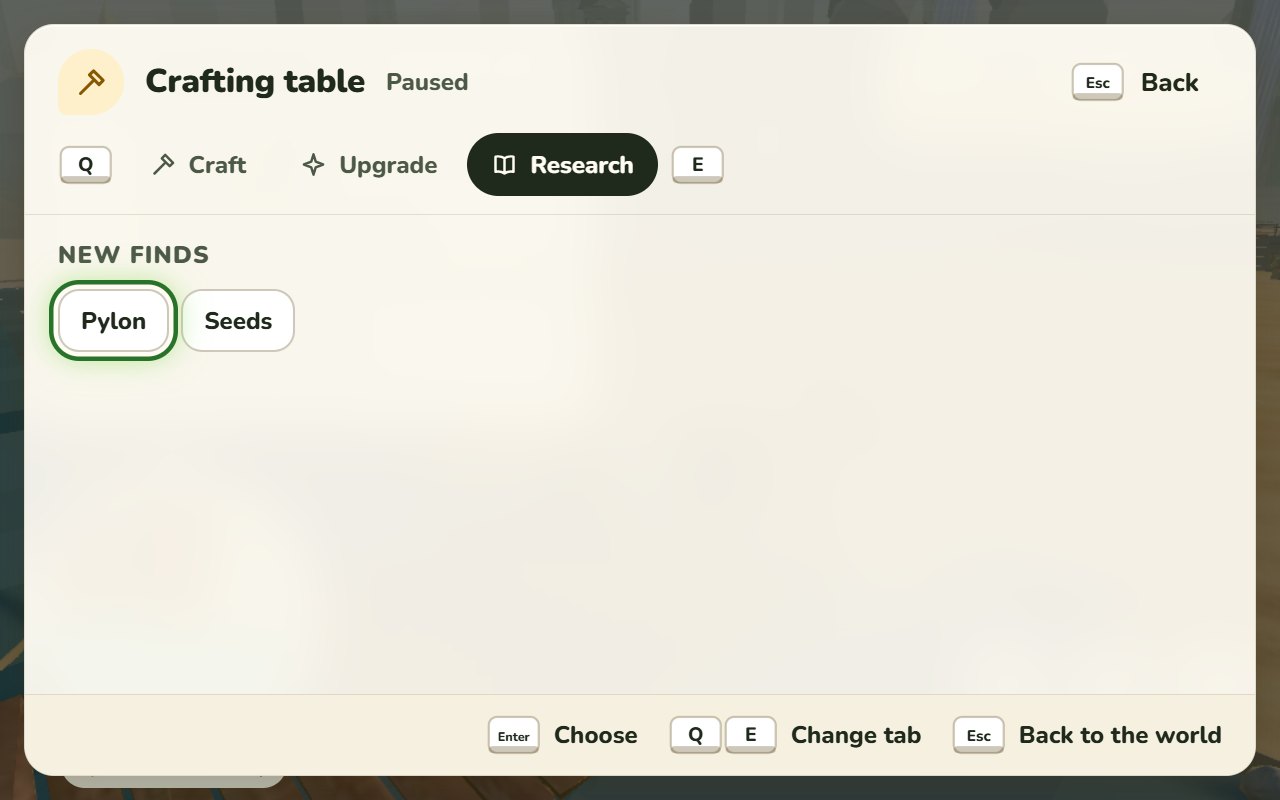 Crafting table Paused Esc Back
Q Craft Upgrade Research E
NEW FINDS
Pylon Seeds
Enter Choose Q E Change tab Esc Back to the world